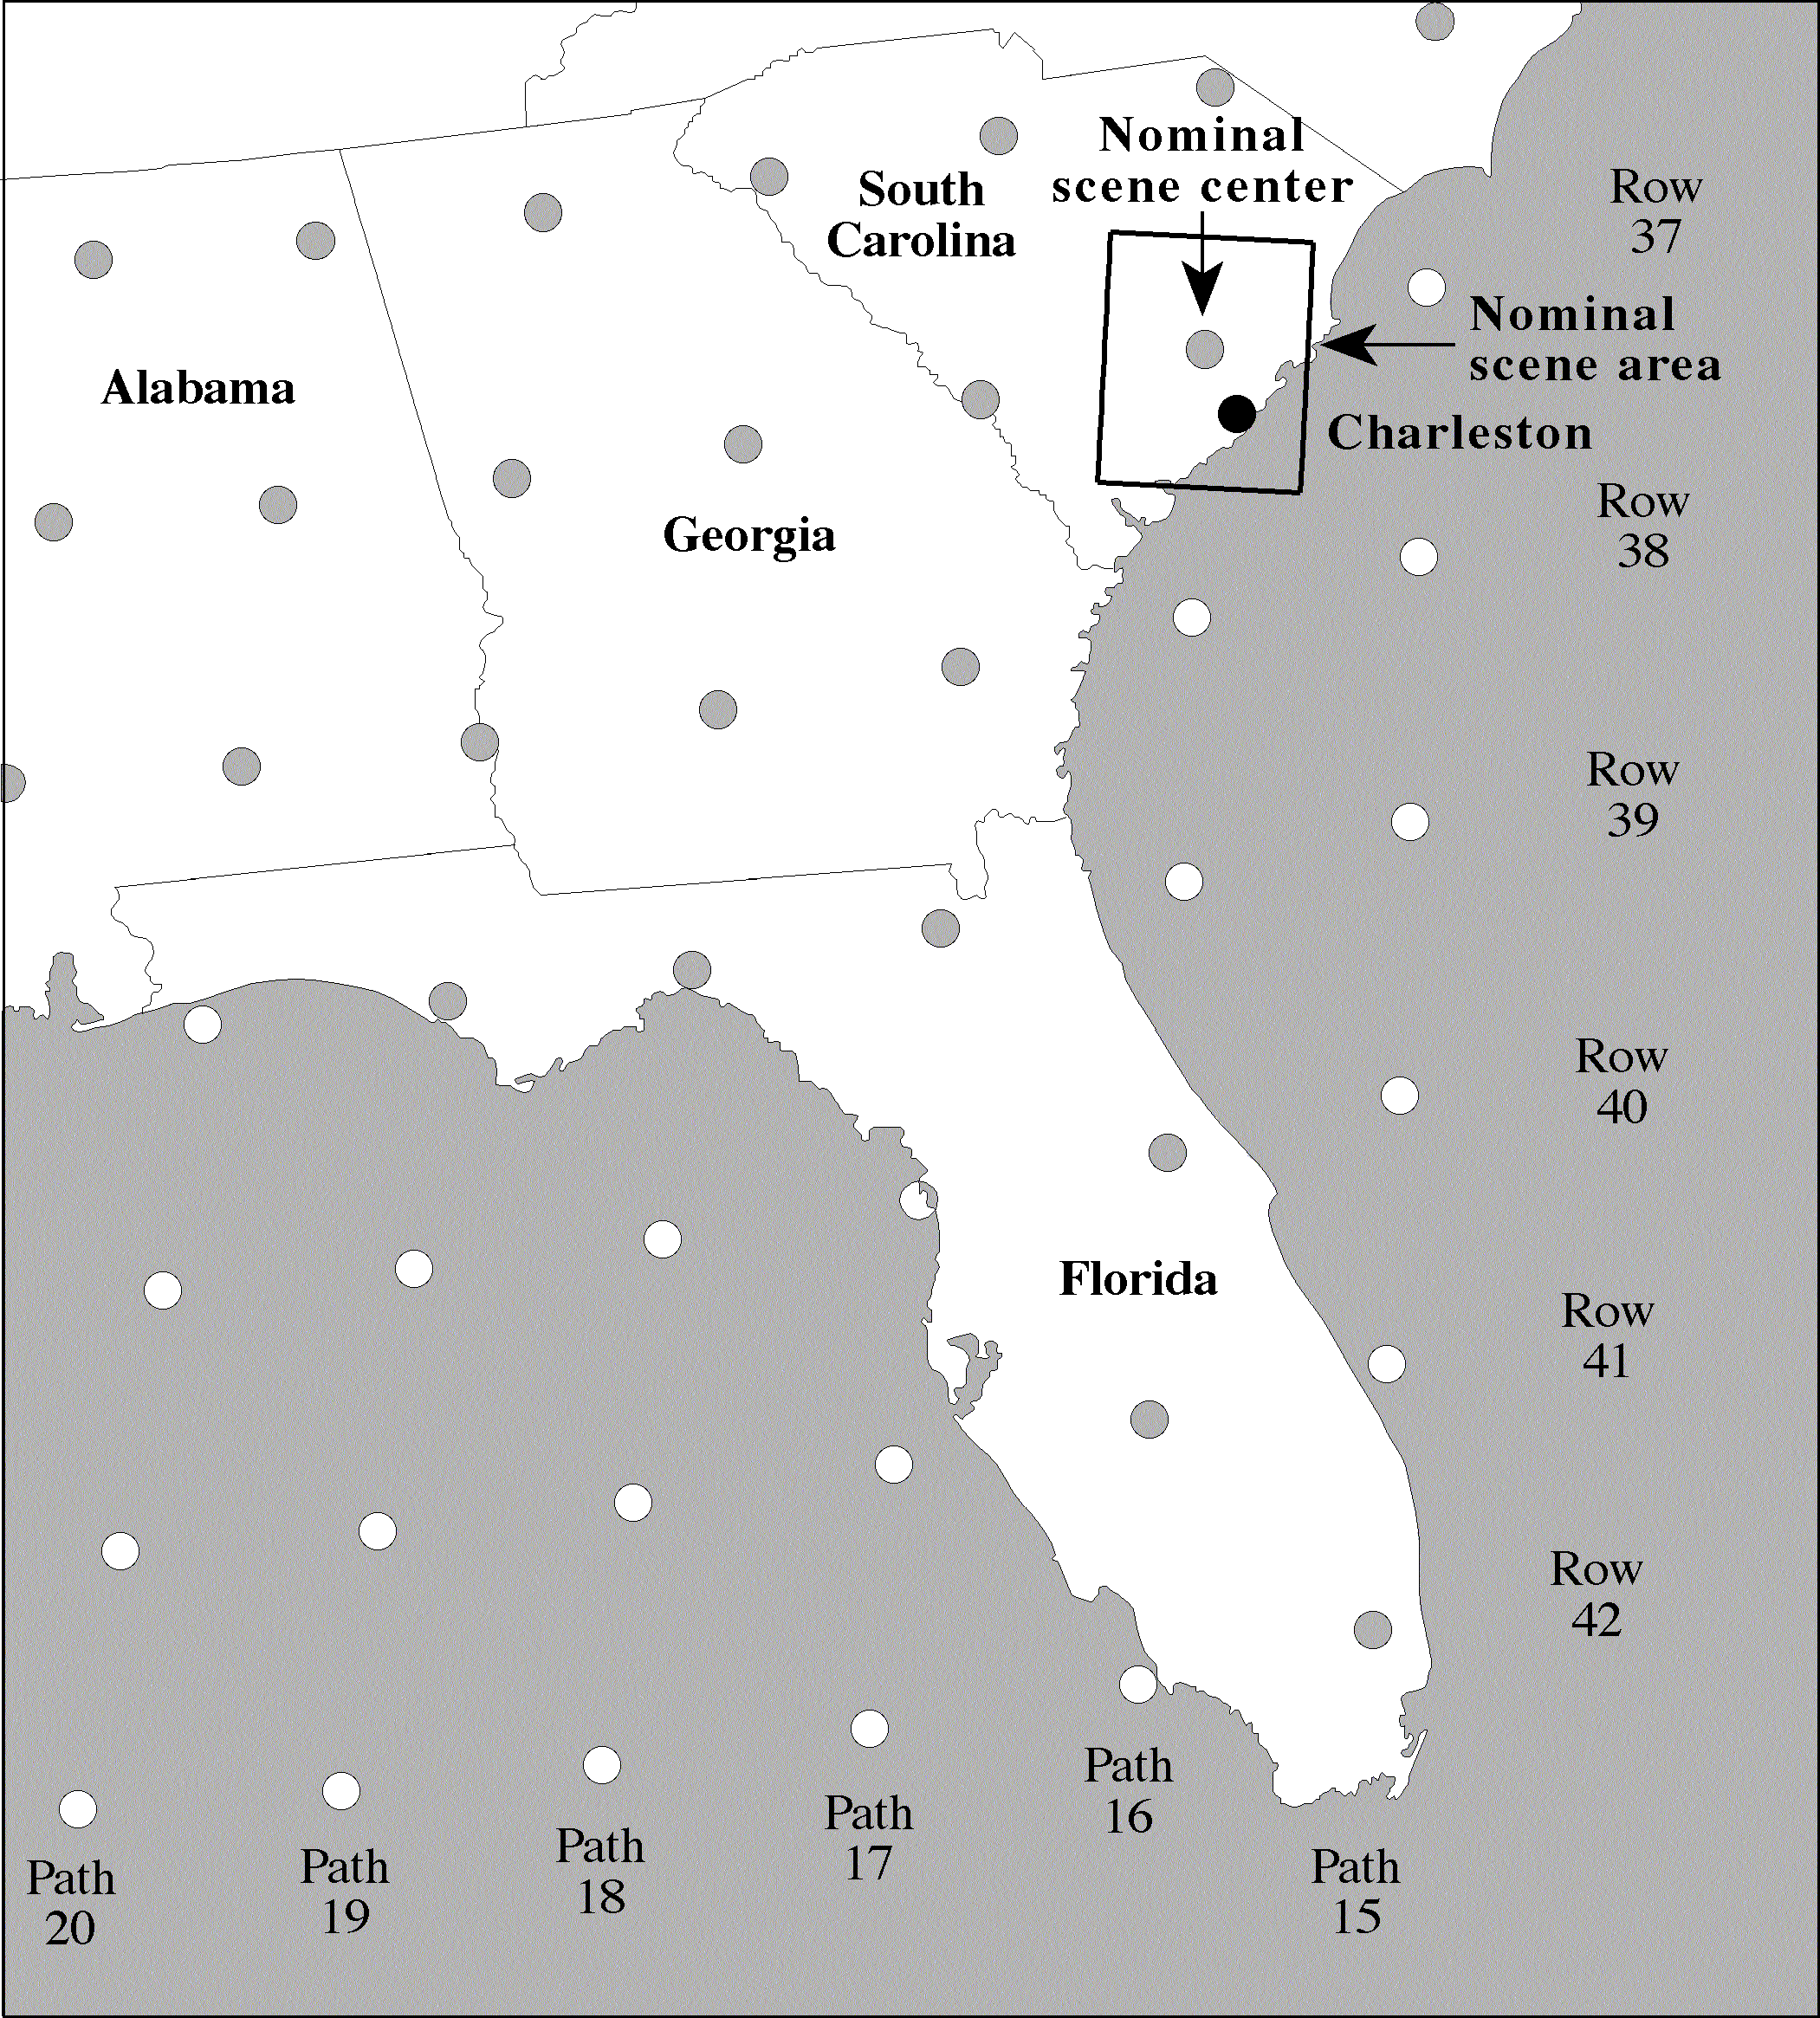 Nominal
scene center
South
Carolina
Row
37
Nominal
scene area
Alabama
Charleston
Row
38
Georgia
Row
39
Row
40
Florida
Row
41
Row
42
Path
16
Path
17
Path
18
Path
19
Path
20
Path
15